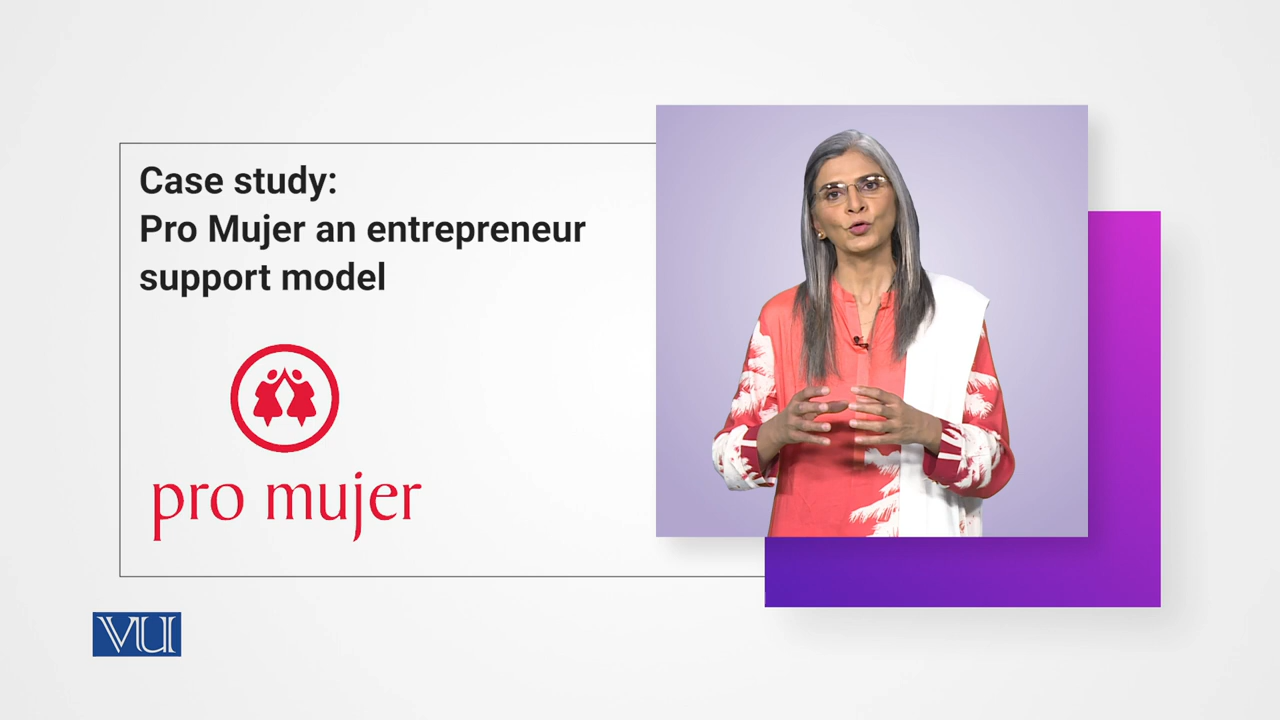 Case study:
Pro Mujer an entrepreneur
support model
pro mujer
VU